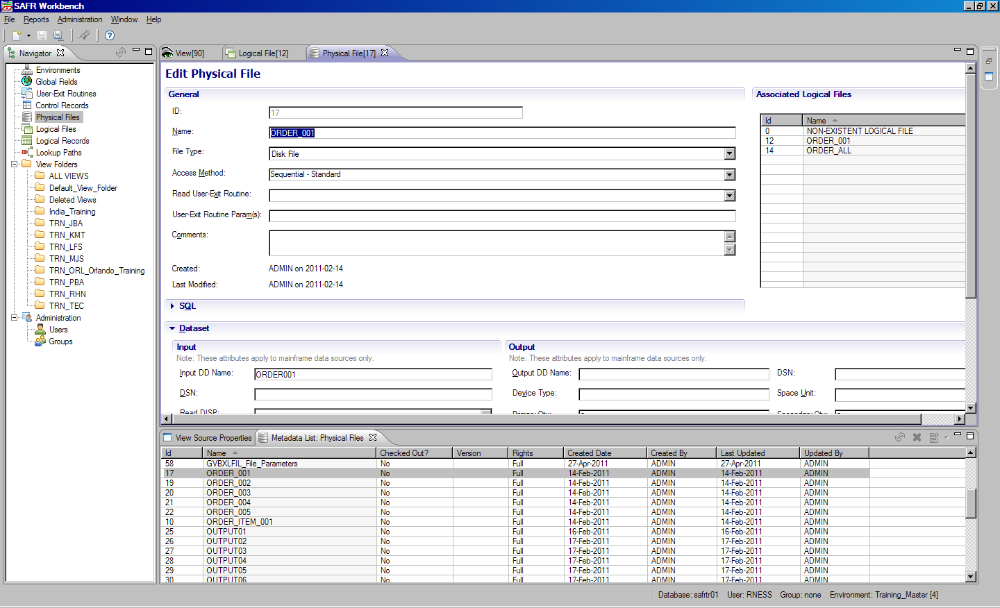 SAFR Workbench
File Reports Administration Window Help
Navigator
Environments
Global Fields
User-Exit Routines
Control Records
Physical Files
Logical Files
Logical Records
Lookup Paths
View Folders
ALL VIEWS
Default_View_Folder
Deleted Views
India_Training
TRN_JBA
TRN_KMT
TRN_LFS
TRN_MJS
TRN_ORL_Orlando_Training
TRN_PBA
TRN_RHN
TRN_TEC
Administration
Users
Groups
View[90] Logical File[12] Physical File[17]
Edit Physical File
General
ID: 17
Name: ORDER_001
File Type: Disk File
Access Method: Sequential - Standard
Read User-Exit Routine:
User-Exit Routine Param(s):
Comments:
Created: ADMIN on 2011-02-14
Last Modified: ADMIN on 2011-02-14
Associated Logical Files
Id Name
0 NON-EXISTENT LOGICAL FILE
12 ORDER_001
14 ORDER_ALL
SQL
Dataset
Input
Note: These attributes apply to mainframe data sources only.
Input DD Name: ORDER001
DSN:
Read DISP:
Output
Note: These attributes apply to mainframe data sources only.
Output DD Name: DSN:
Device Type: Space Unit:
Primary Qty: Secondary Qty:
View Source Properties Metadata List: Physical Files
Id Name Checked Out? Version Rights Created Date Created By Last Updated Updated By
58 GVBXLFIL_File_Parameters No Full 27-Apr-2011 ADMIN 27-Apr-2011 ADMIN
17 ORDER_001 No Full 14-Feb-2011 ADMIN 14-Feb-2011 ADMIN
19 ORDER_002 No Full 14-Feb-2011 ADMIN 14-Feb-2011 ADMIN
20 ORDER_003 No Full 14-Feb-2011 ADMIN 14-Feb-2011 ADMIN
21 ORDER_004 No Full 14-Feb-2011 ADMIN 14-Feb-2011 ADMIN
22 ORDER_005 No Full 14-Feb-2011 ADMIN 14-Feb-2011 ADMIN
10 ORDER_ITEM_001 No Full 14-Feb-2011 ADMIN 14-Feb-2011 ADMIN
25 OUTPUT01 No Full 16-Feb-2011 ADMIN 16-Feb-2011 ADMIN
26 OUTPUT02 No Full 17-Feb-2011 ADMIN 17-Feb-2011 ADMIN
27 OUTPUT03 No Full 17-Feb-2011 ADMIN 17-Feb-2011 ADMIN
28 OUTPUT04 No Full 17-Feb-2011 ADMIN 17-Feb-2011 ADMIN
29 OUTPUT05 No Full 17-Feb-2011 ADMIN 17-Feb-2011 ADMIN
30 OUTPUT06 No Full 17-Feb-2011 ADMIN 17-Feb-2011 ADMIN
Database: safrtr01 User: RNESS Group: none Environment: Training_Master [4]